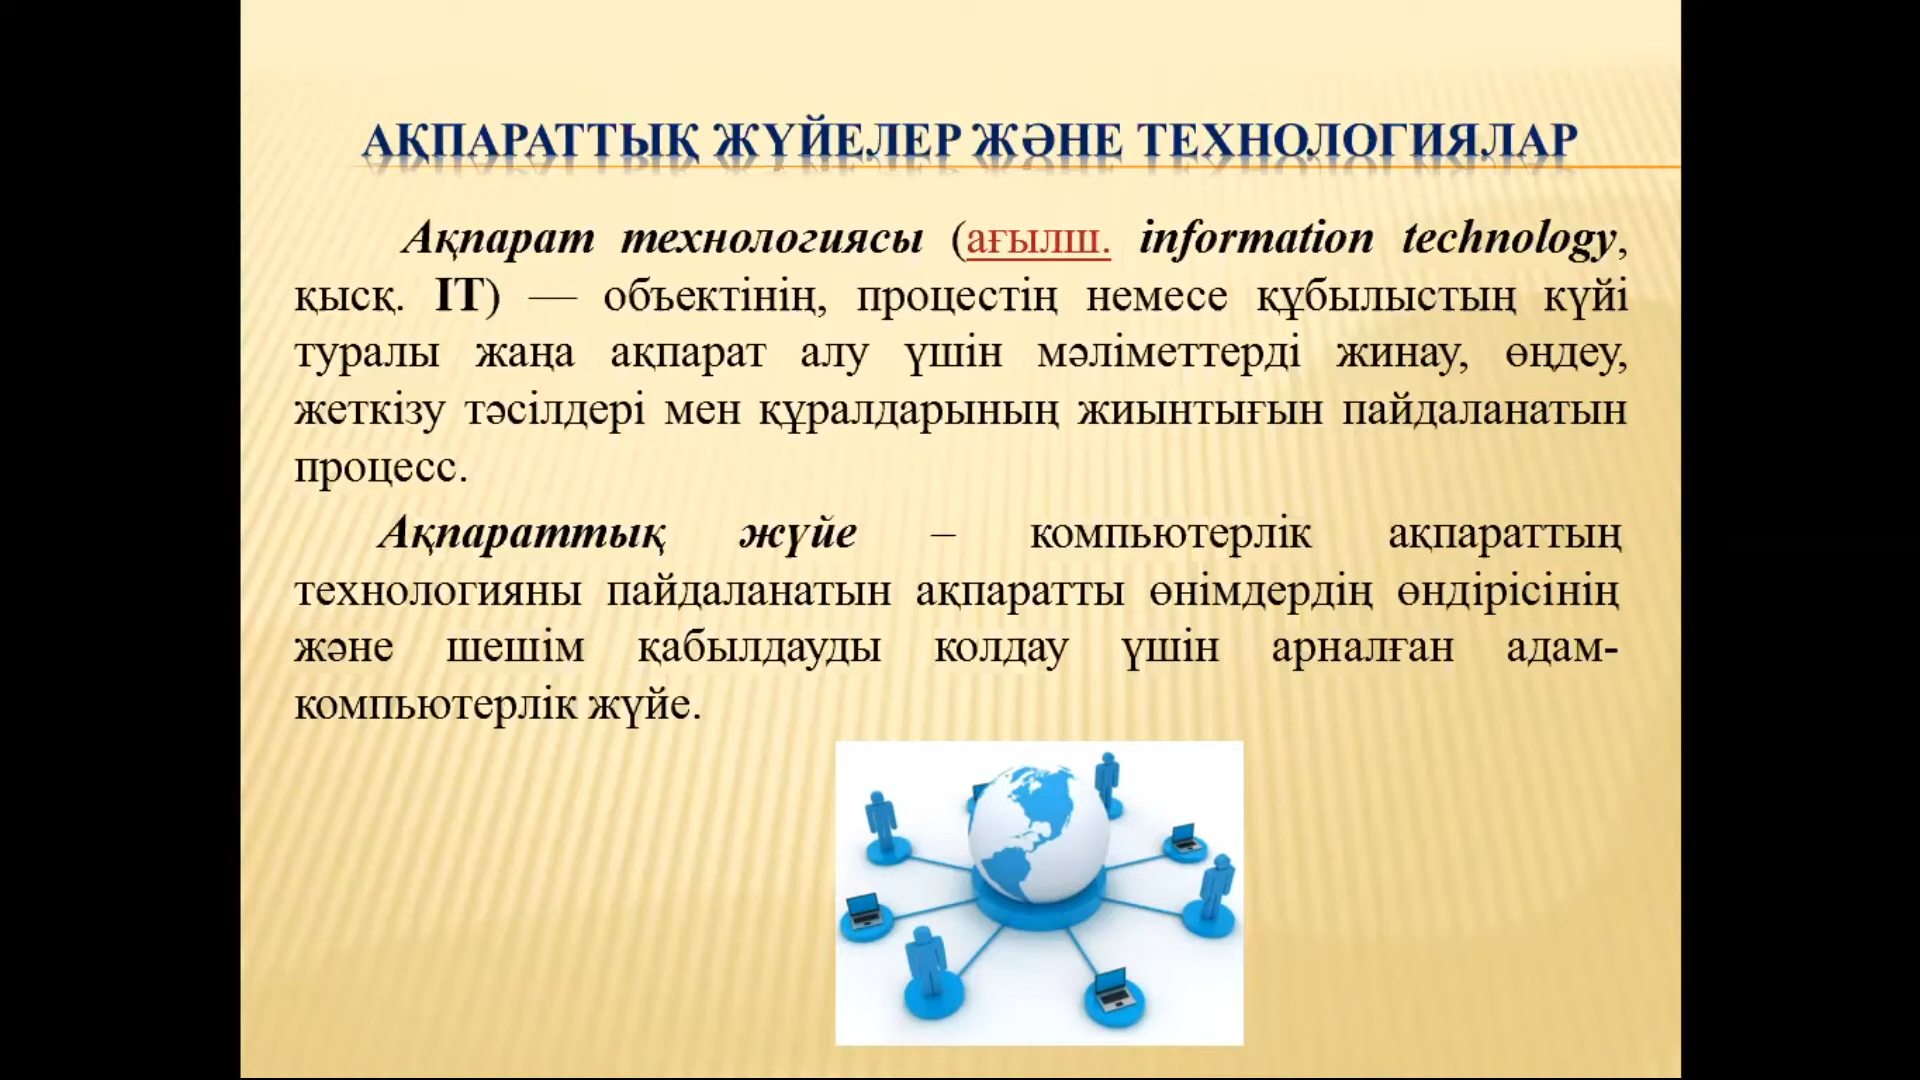 АҚПАРАТТЫҚ ЖҮЙЕЛЕР ЖӘНЕ ТЕХНОЛОГИЯЛАР
Ақпарат технологиясы (ағылш. information technology,
қысқ. IT) — объектінің, процестің немесе құбылыстың күйі
туралы жаңа ақпарат алу үшін мәліметтерді жинау, өңдеу,
жеткізу тәсілдері мен құралдарының жиынтығын пайдаланатын
процесс.
Ақпараттық жүйе – компьютерлік ақпараттың
технологияны пайдаланатын ақпаратты өнімдердің өндірісінің
және шешім қабылдауды колдау үшін арналған адам-
компьютерлік жүйе.